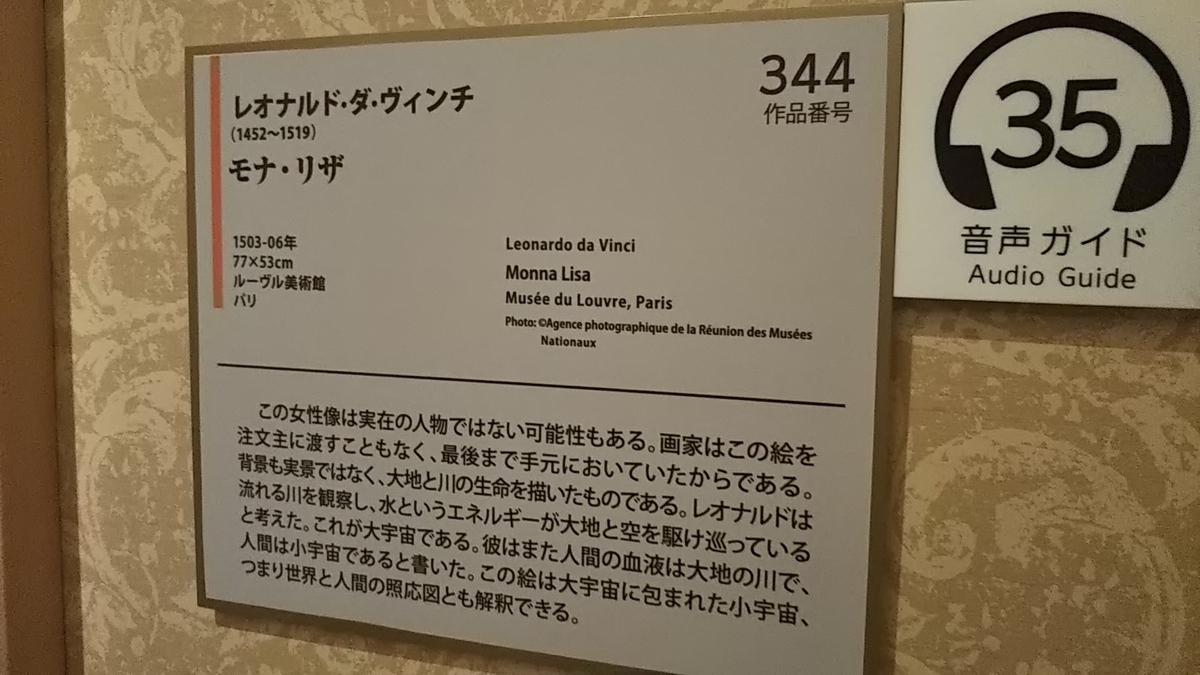 レオナルド・ダ・ヴィンチ
(1452〜1519)
モナ・リザ
344
作品番号
1503-06年
77×53cm
ルーヴル美術館
パリ
Leonardo da Vinci
Monna Lisa
Musée du Louvre, Paris
Photo: ©Agence photographique de la Réunion des Musées
Nationaux
この女性像は実在の人物ではない可能性もある。画家はこの絵を
注文主に渡すこともなく、最後まで手元においていたからである。
背景も実景ではなく、大地と川の生命を描いたものである。レオナルドは
流れる川を観察し、水というエネルギーが大地と空を駆け巡っている
と考えた。これが大宇宙である。彼はまた人間の血液は大地の川で、
人間は小宇宙であると書いた。この絵は大宇宙に包まれた小宇宙、
つまり世界と人間の照応図とも解釈できる。
35
音声ガイド
Audio Guide